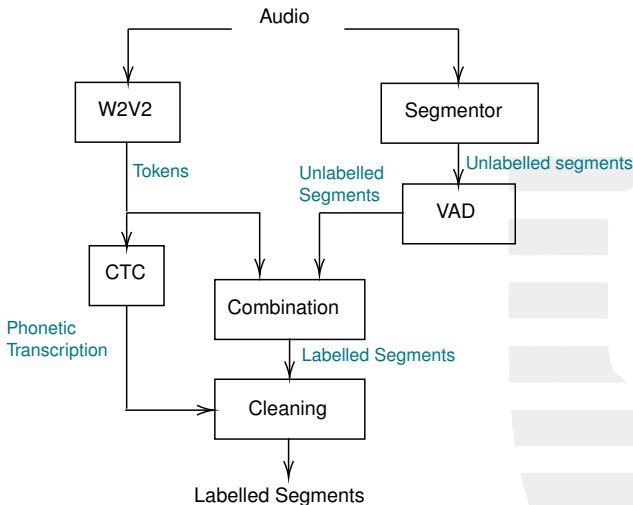 Audio
W2V2
Segmentor
Tokens
Unlabelled
Segments
Unlabelled segments
VAD
CTC
Combination
Phonetic
Transcription
Labelled Segments
Cleaning
Labelled Segments